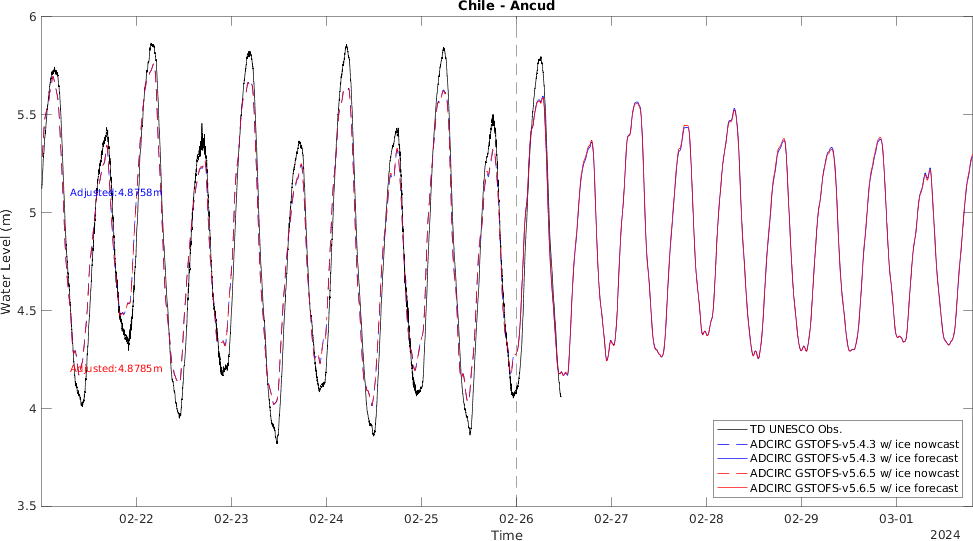 Chile - Ancud
6
5.5
5
4.5
4
3.5
Water Level (m)
Adjusted:4.8758m
Adjusted:4.8785m
TD UNESCO Obs.
ADCIRC GSTOFS-v5.4.3 w/ ice nowcast
ADCIRC GSTOFS-v5.4.3 w/ ice forecast
ADCIRC GSTOFS-v5.6.5 w/ ice nowcast
ADCIRC GSTOFS-v5.6.5 w/ ice forecast
02-22 02-23 02-24 02-25 02-26 02-27 02-28 02-29 03-01
Time
2024